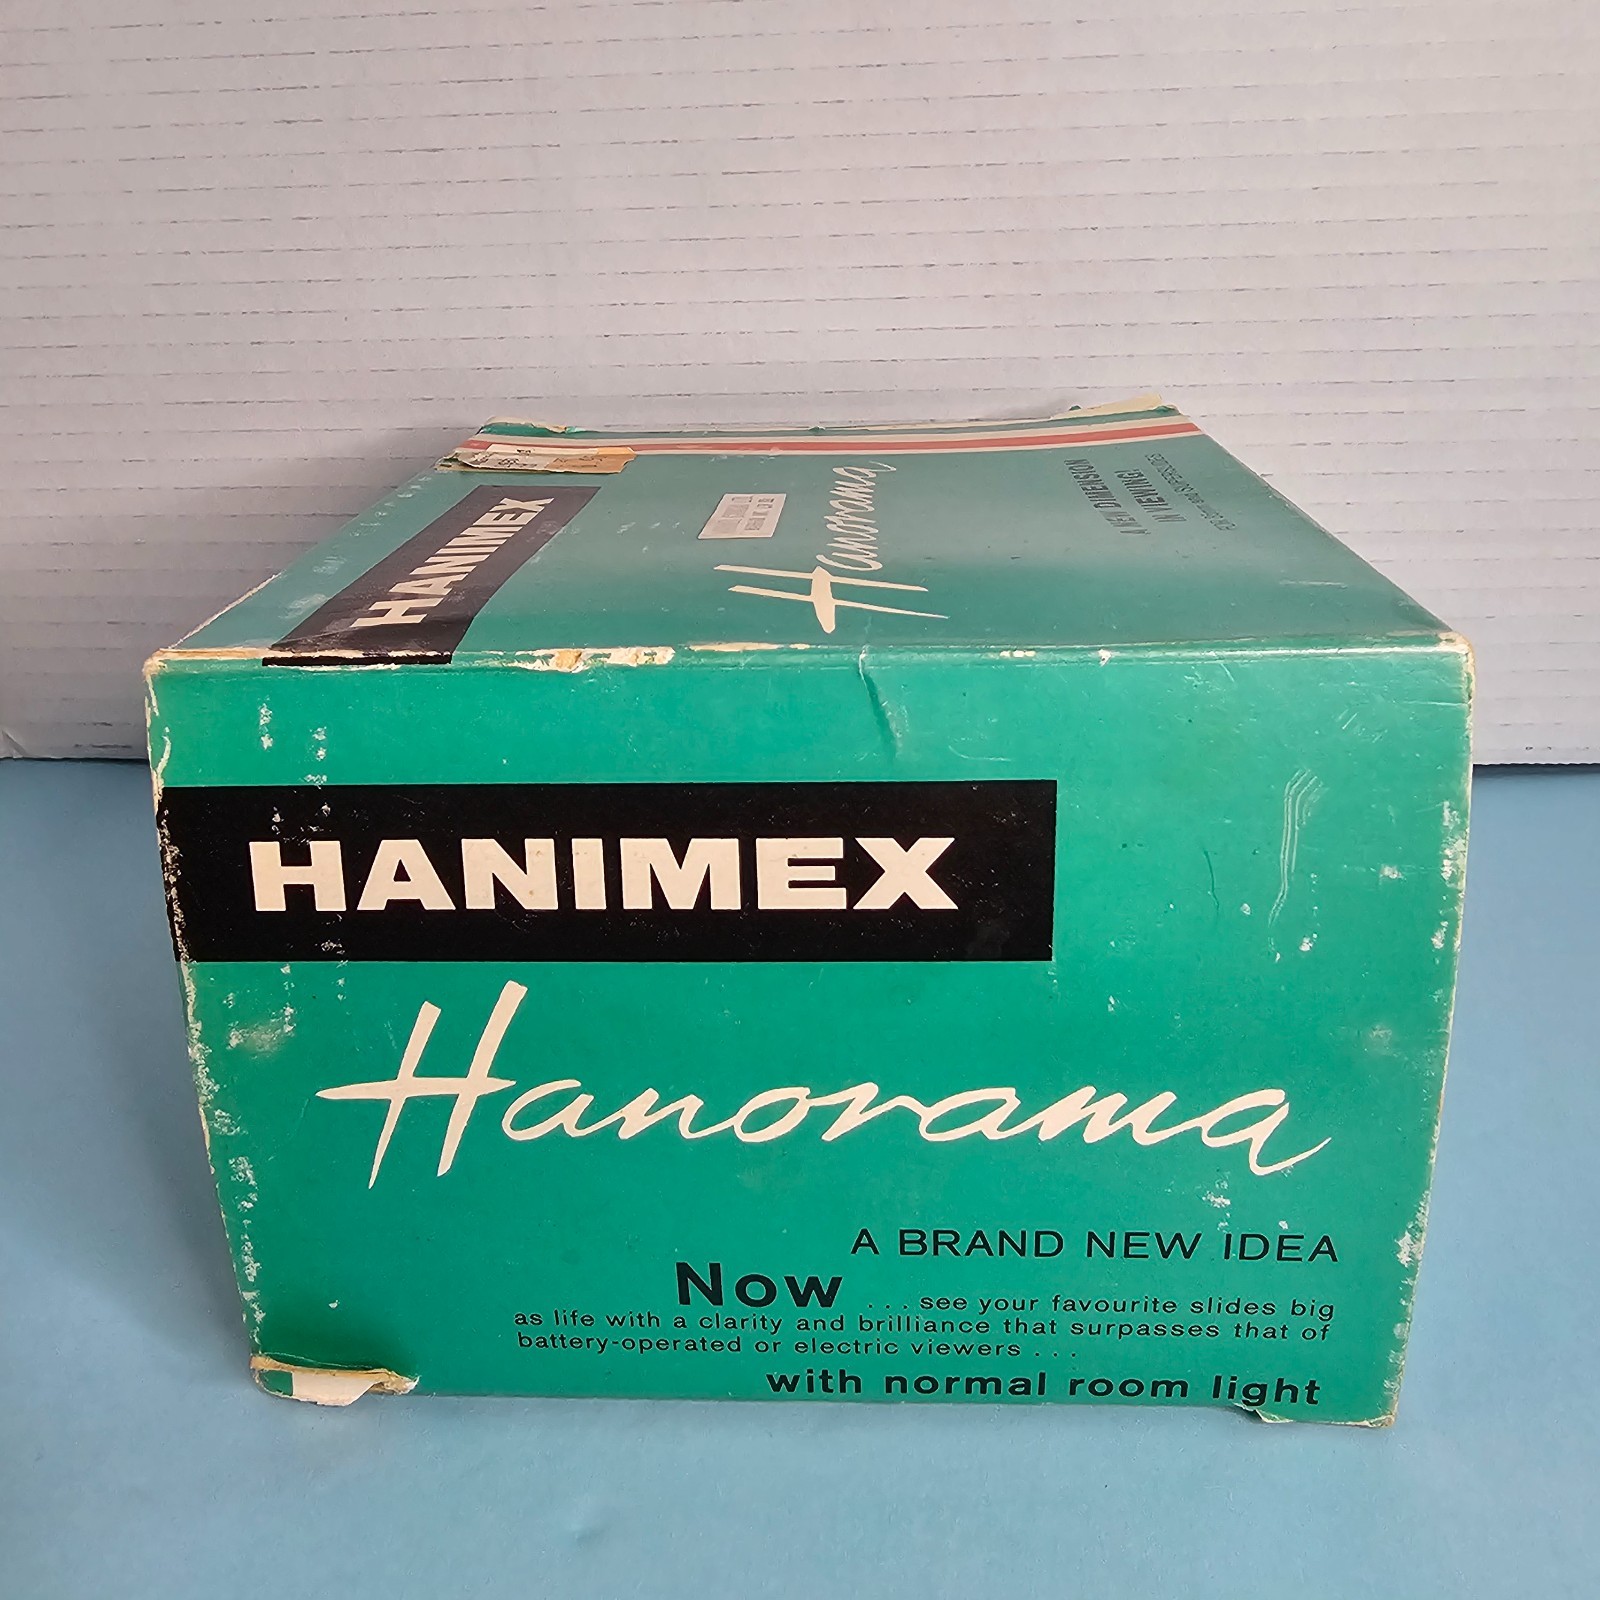 HANIMEX
Hanorama
A NEW DIMENSION
IN VIEWING!
HANIMEX
Hanorama
A BRAND NEW IDEA
Now ... see your favourite slides big
as life with a clarity and brilliance that surpasses that of
battery-operated or electric viewers ...
with normal room light